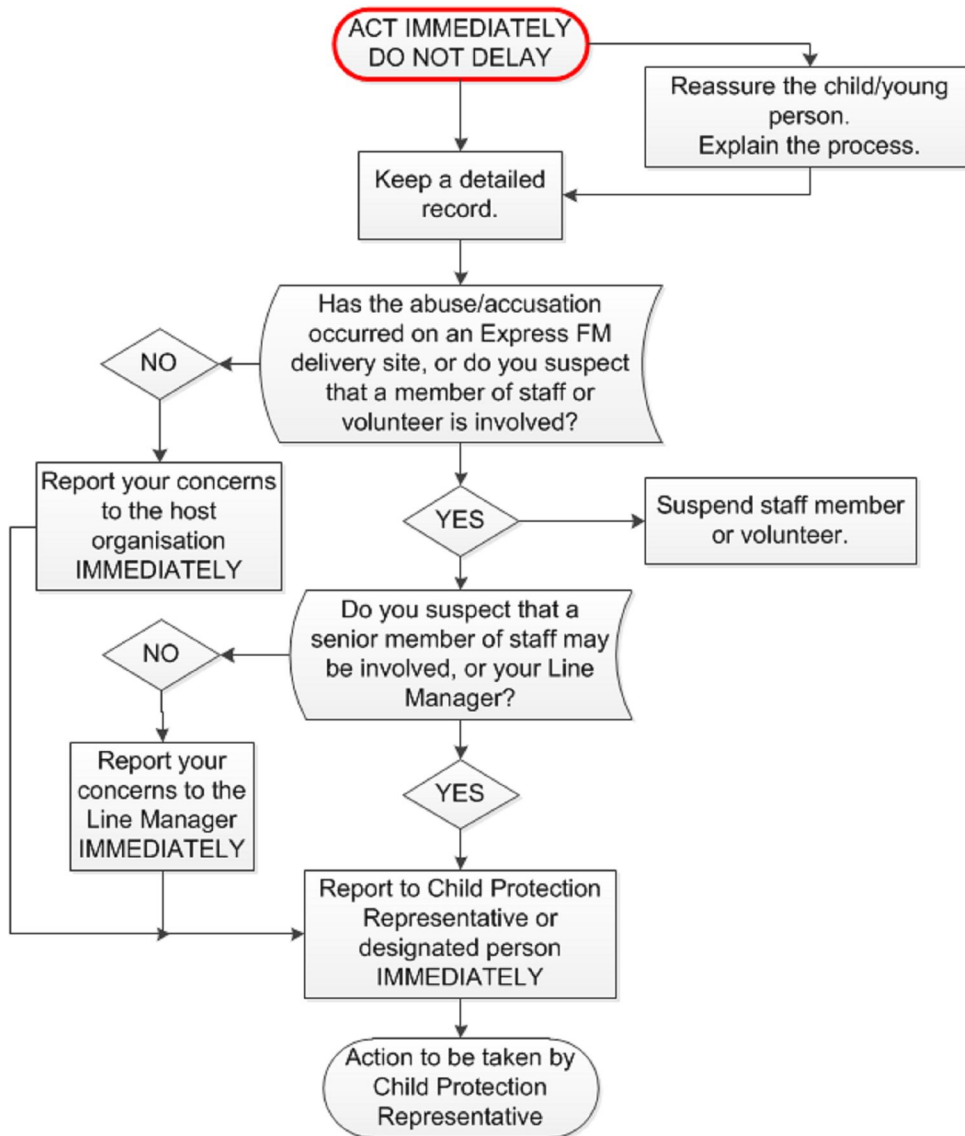 ACT IMMEDIATELY
DO NOT DELAY
Reassure the child/young
person.
Explain the process.
Keep a detailed
record.
Has the abuse/accusation
occurred on an Express FM
delivery site, or do you suspect
that a member of staff or
volunteer is involved?
NO
Report your concerns
to the host
organisation
IMMEDIATELY
YES
Suspend staff member
or volunteer.
Do you suspect that a
senior member of staff may
be involved, or your Line
Manager?
NO
Report your
concerns to the
Line Manager
IMMEDIATELY
YES
Report to Child Protection
Representative or
designated person
IMMEDIATELY
Action to be taken by
Child Protection
Representative